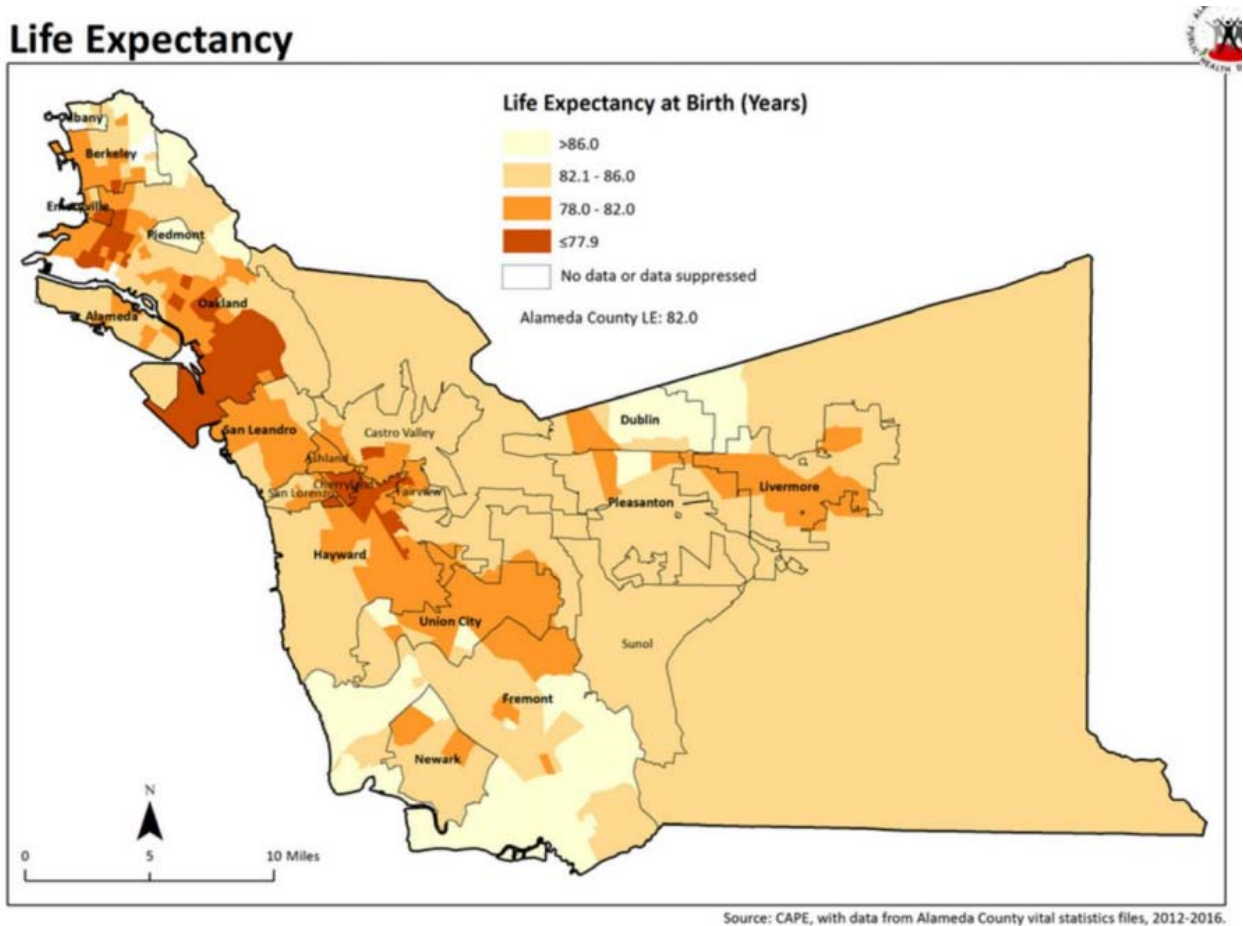 Life Expectancy
Life Expectancy at Birth (Years)
>86.0
82.1 - 86.0
78.0 - 82.0
≤77.9
No data or data suppressed
Alameda County LE: 82.0
Berkeley
Piedmont
Oakland
Alameda
San Leandro
Castro Valley
Ashland
Cherryland
San Lorenzo
Fairview
Hayward
Union City
Fremont
Newark
Dublin
Pleasanton
Livermore
Sunol
N
0 5 10 Miles
Source: CAPE, with data from Alameda County vital statistics files, 2012-2016.